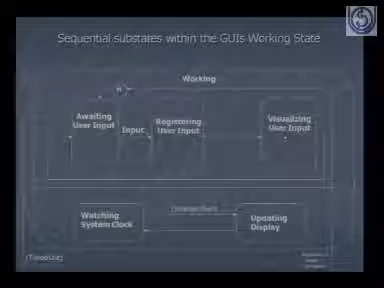 Sequential substates within the GUIs Working State
Working
H
Awaiting
User Input
Input
Registering
User Input
Visualizing
User Input
Watching
System Clock
Updating
Display